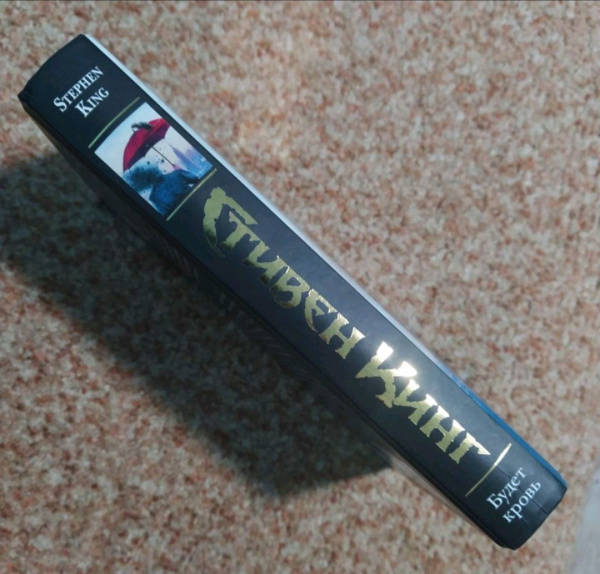 Stephen
King
Стивен Кинг
Будет
кровь